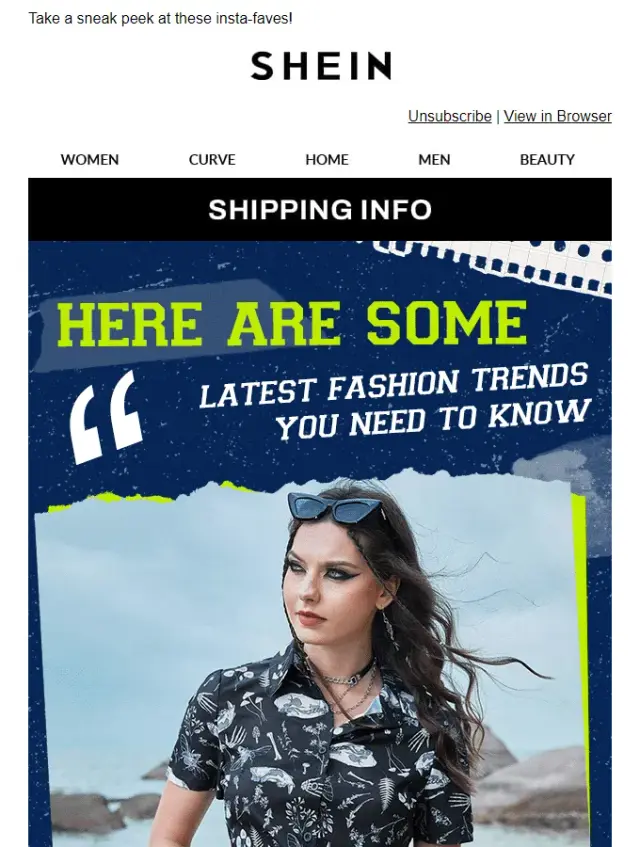 Take a sneak peek at these insta-faves!
SHEIN
Unsubscribe | View in Browser
WOMEN CURVE HOME MEN BEAUTY
SHIPPING INFO
HERE ARE SOME
“ LATEST FASHION TRENDS
YOU NEED TO KNOW